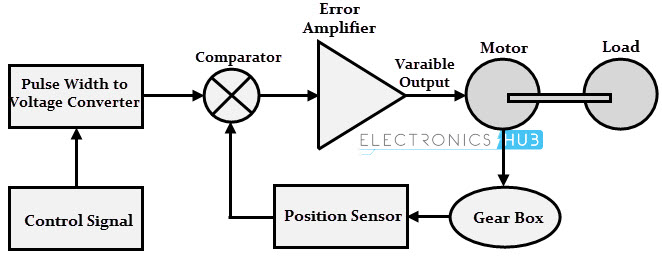 Error
Amplifier
Comparator
Varaible
Output
Motor
Load
Pulse Width to
Voltage Converter
ELECTRONICS HUB
Control Signal
Position Sensor
Gear Box